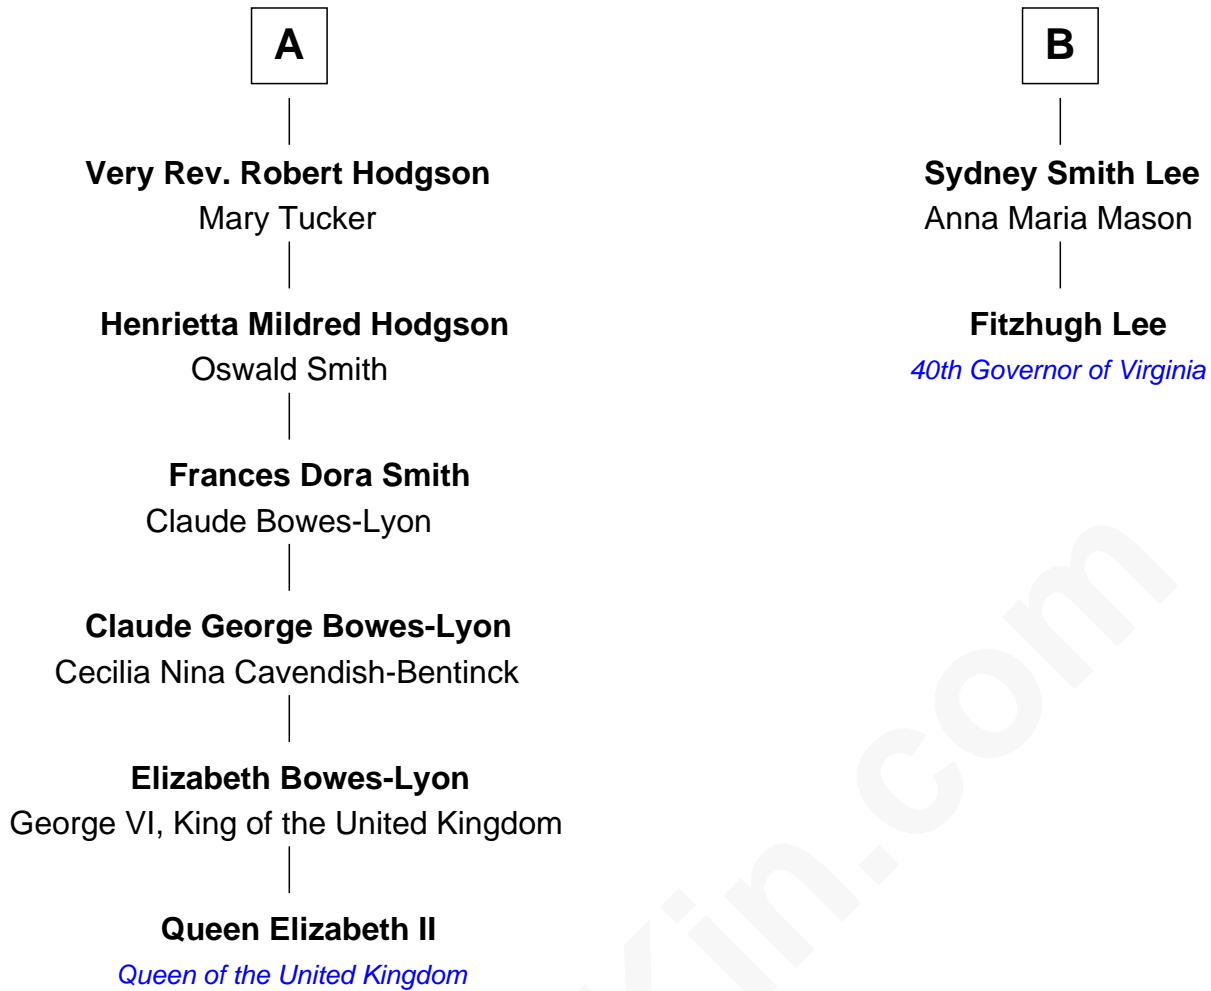 A
Very Rev. Robert Hodgson
Mary Tucker
Henrietta Mildred Hodgson
Oswald Smith
Frances Dora Smith
Claude Bowes-Lyon
Claude George Bowes-Lyon
Cecilia Nina Cavendish-Bentinck
Elizabeth Bowes-Lyon
George VI, King of the United Kingdom
Queen Elizabeth II
Queen of the United Kingdom
B
Sydney Smith Lee
Anna Maria Mason
Fitzhugh Lee
40th Governor of Virginia